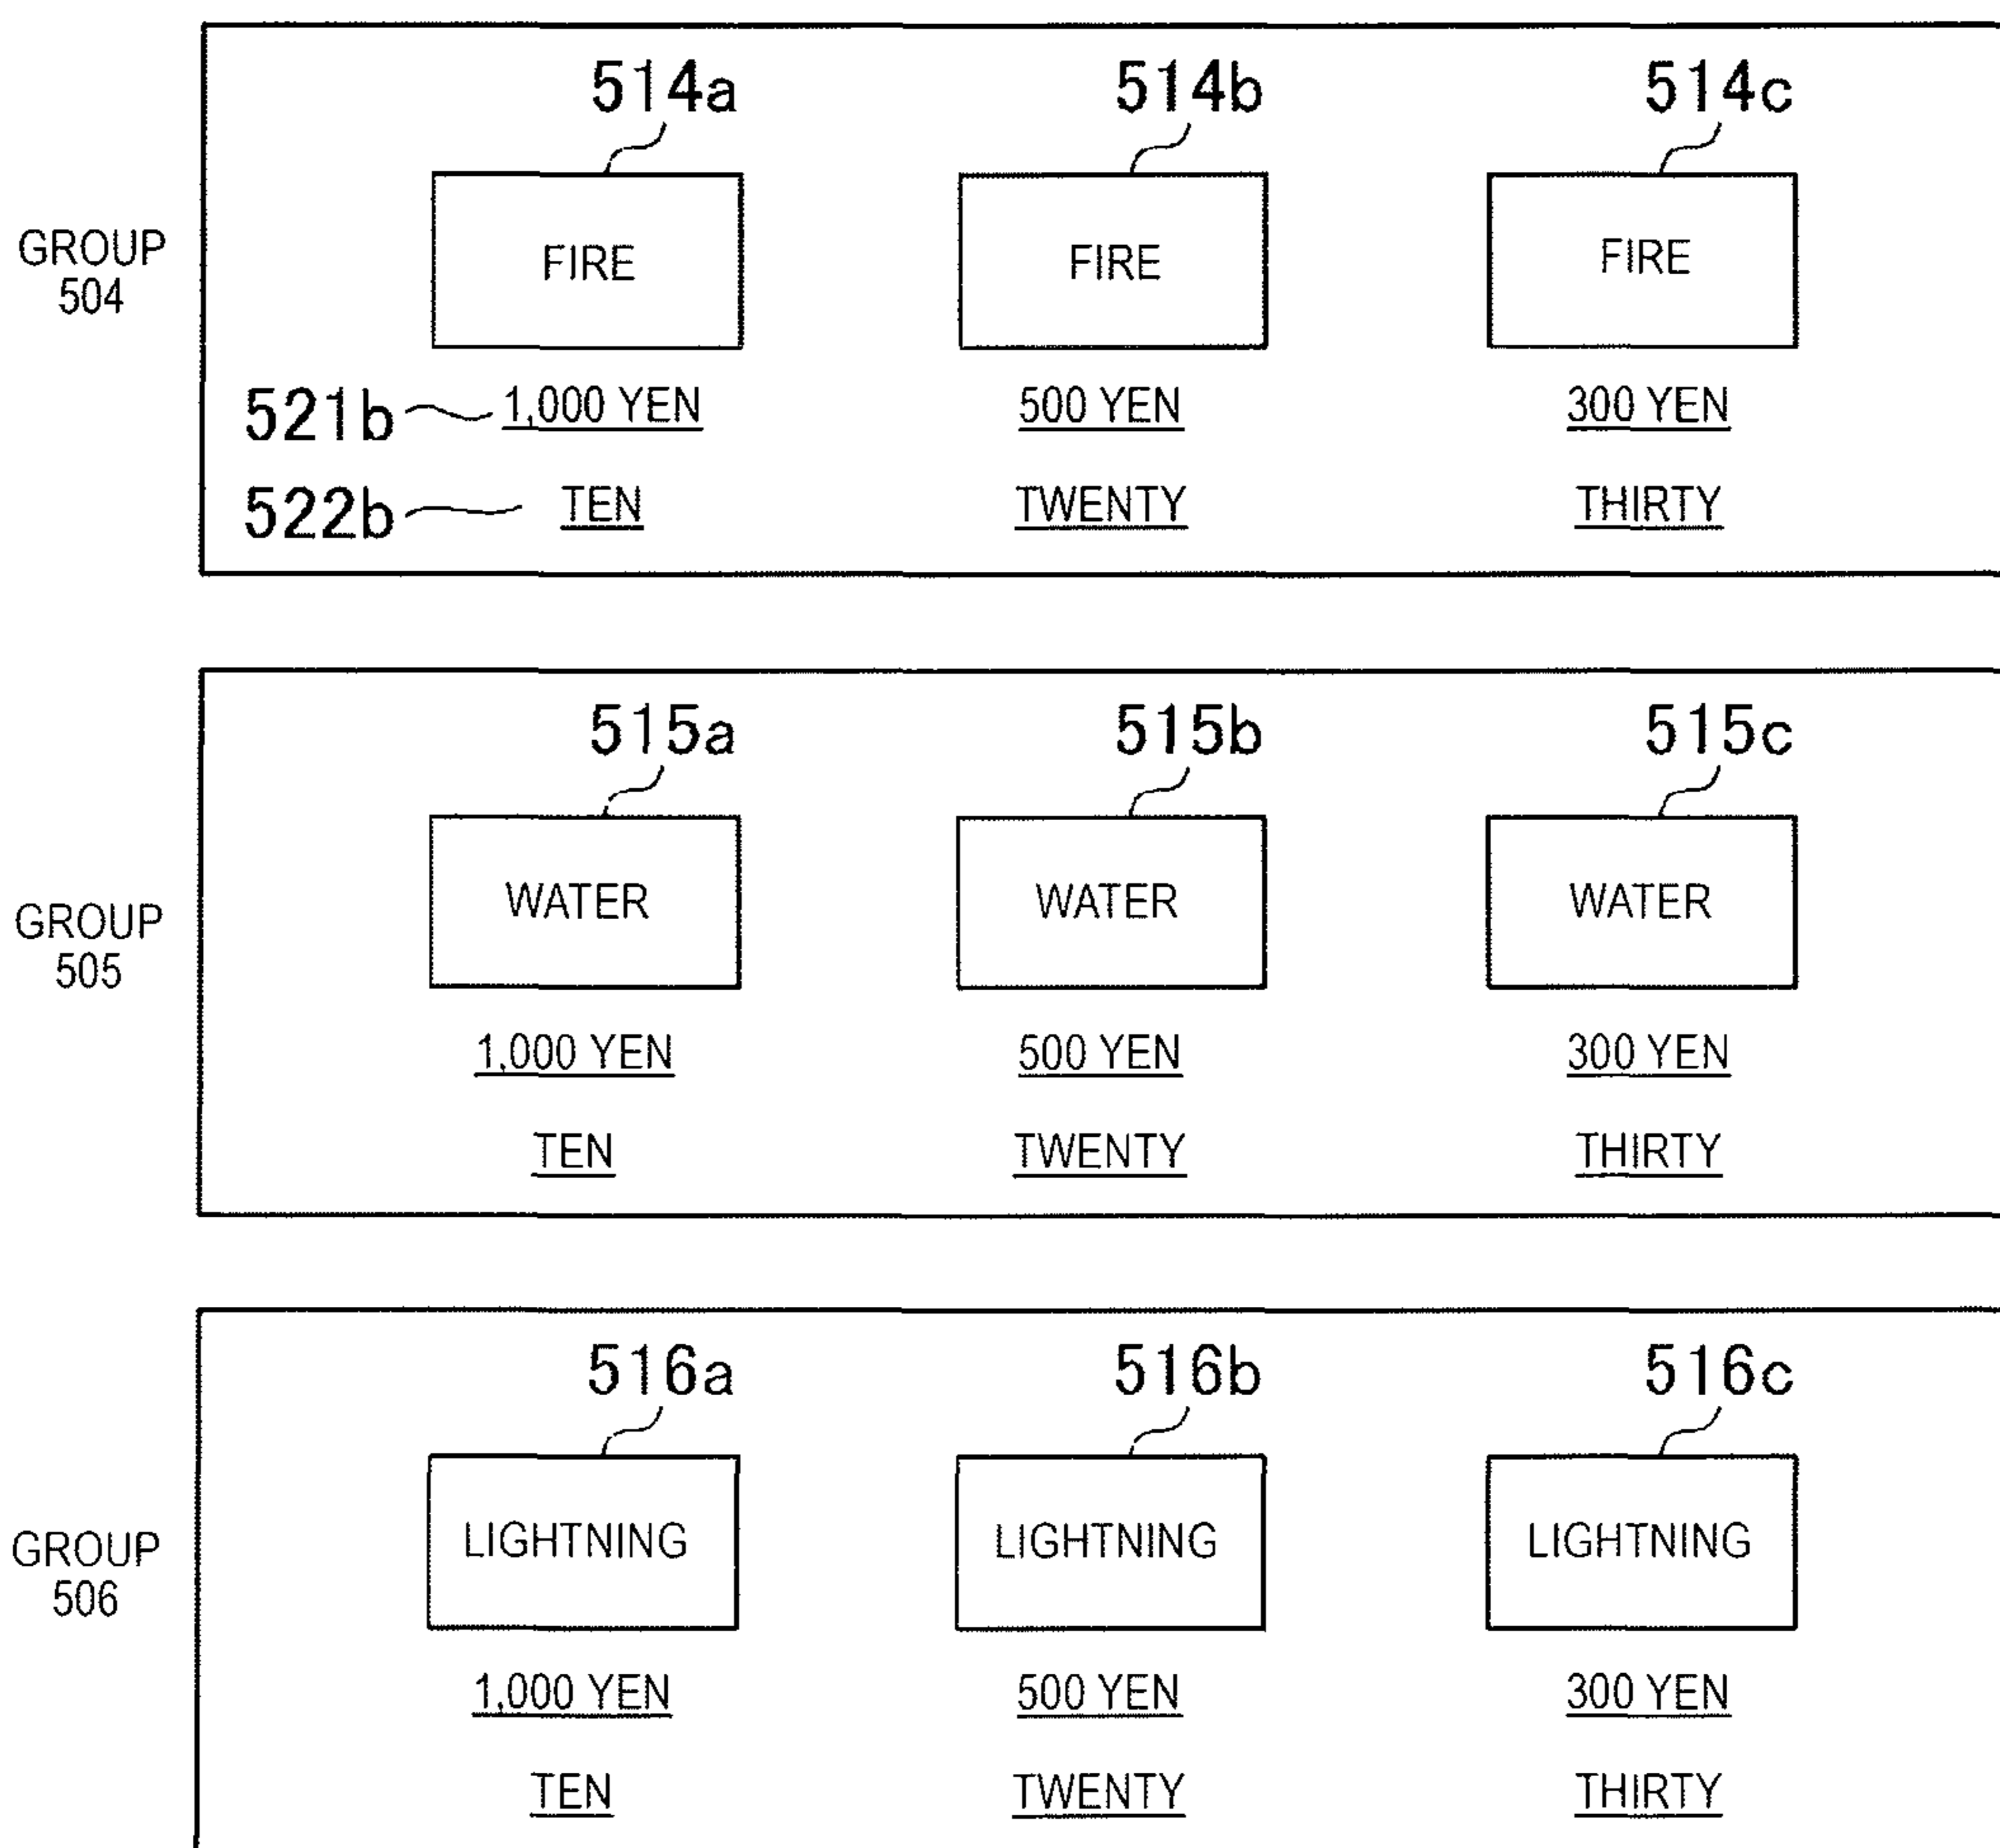 514a 514b 514c
GROUP
504
FIRE FIRE FIRE
521b 1,000 YEN 500 YEN 300 YEN
522b TEN TWENTY THIRTY
515a 515b 515c
GROUP
505
WATER WATER WATER
1,000 YEN 500 YEN 300 YEN
TEN TWENTY THIRTY
516a 516b 516c
GROUP
506
LIGHTNING LIGHTNING LIGHTNING
1,000 YEN 500 YEN 300 YEN
TEN TWENTY THIRTY